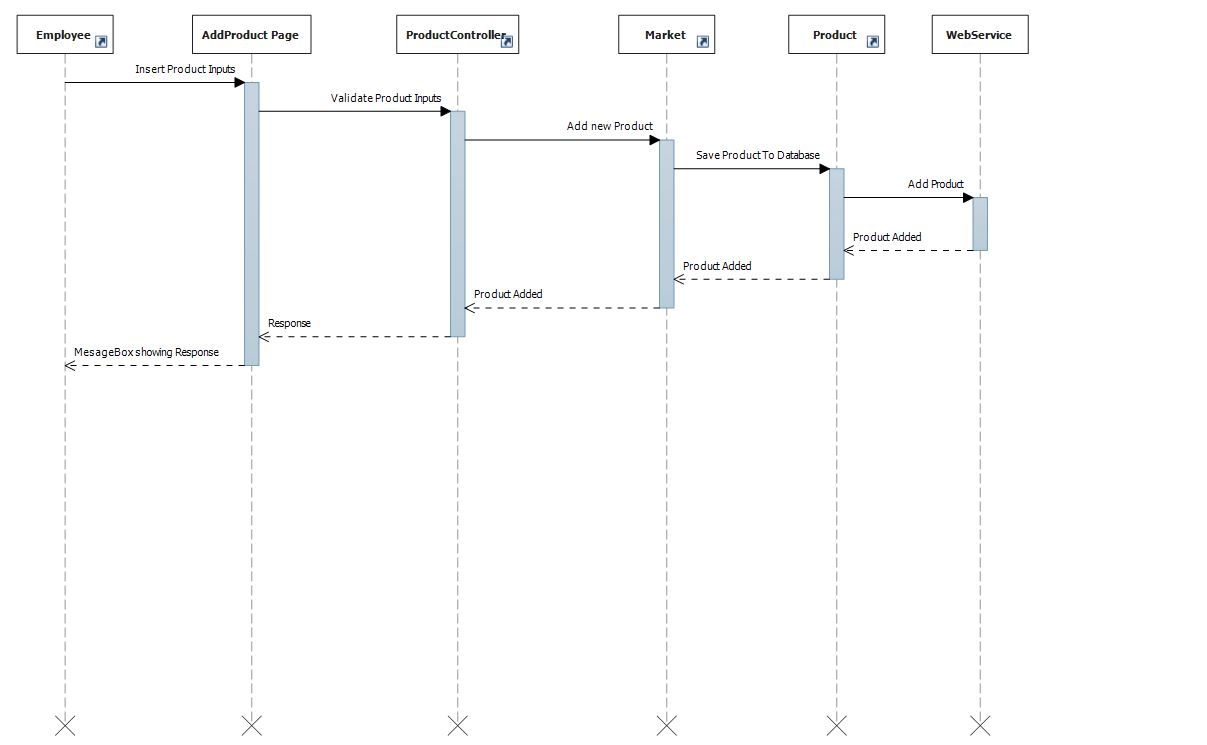 Employee
AddProduct Page
ProductController
Market
Product
WebService
Insert Product Inputs
Validate Product Inputs
Add new Product
Save Product To Database
Add Product
Product Added
Product Added
Product Added
Response
MesageBox showing Response